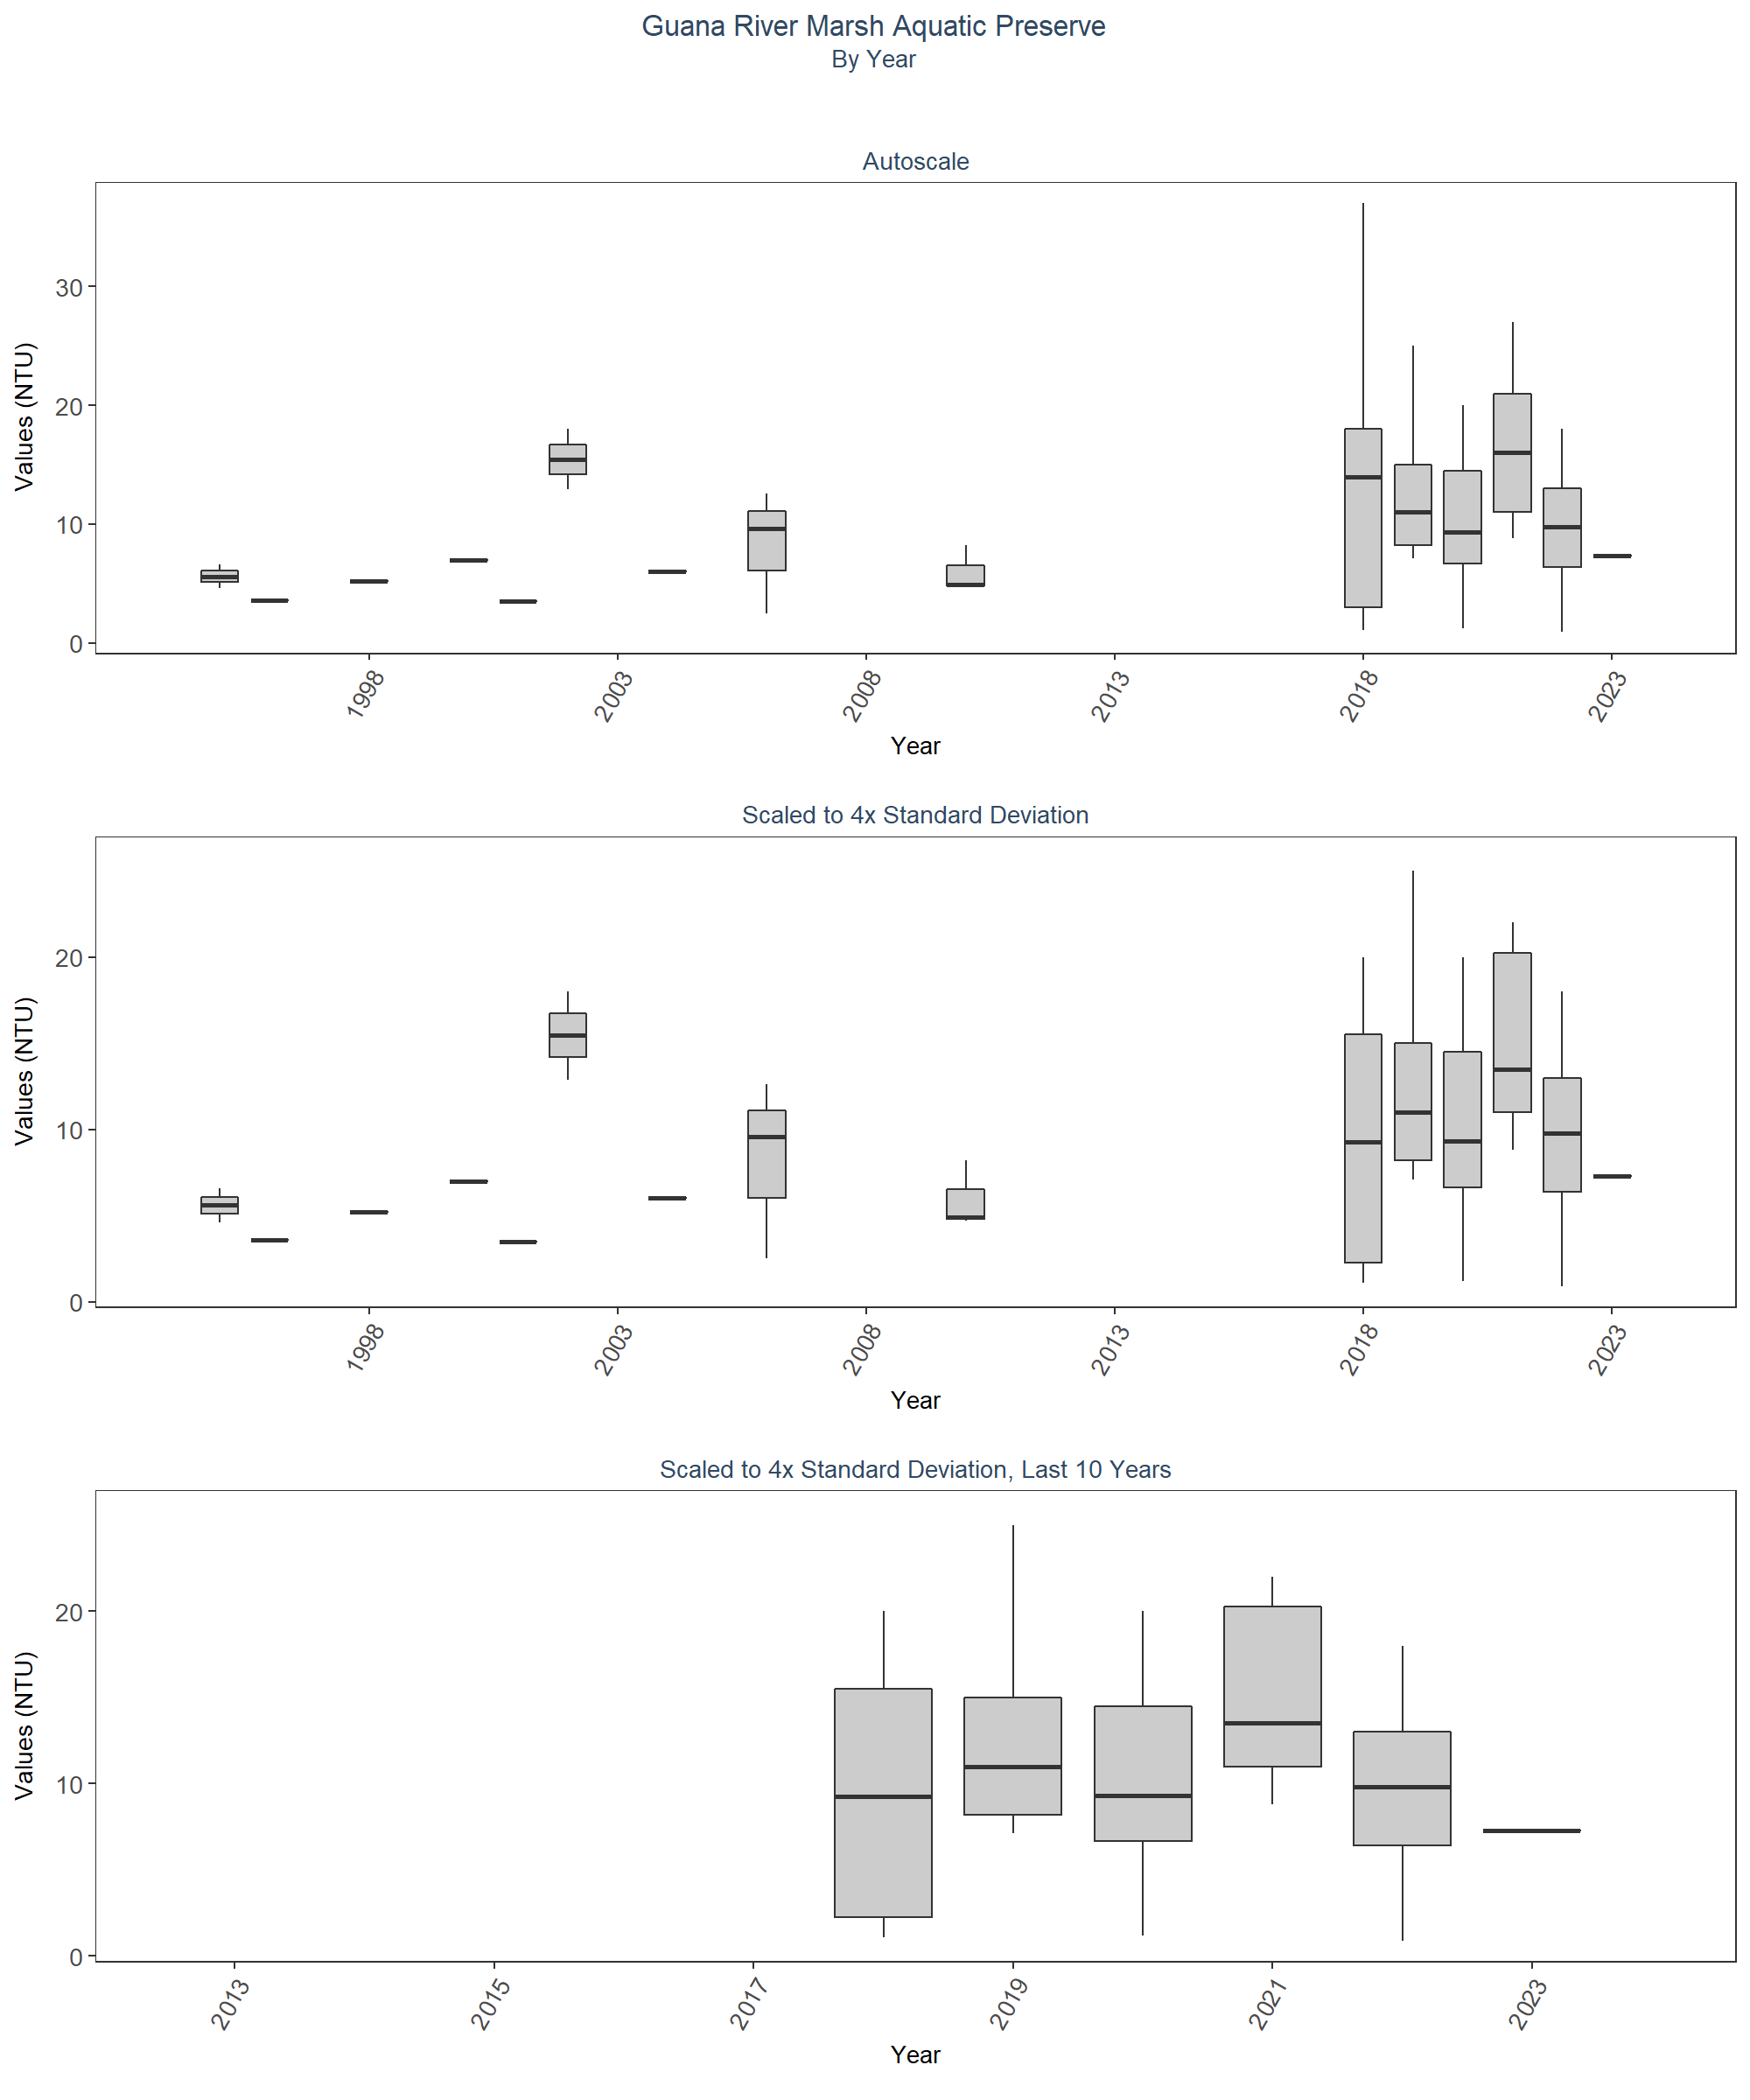 Guana River Marsh Aquatic Preserve
By Year
Autoscale
Values (NTU)
30
20
10
0
1998
2003
2008
2013
2018
2023
Year
Scaled to 4x Standard Deviation
Values (NTU)
20
10
0
1998
2003
2008
2013
2018
2023
Year
Scaled to 4x Standard Deviation, Last 10 Years
Values (NTU)
20
10
0
2013
2015
2017
2019
2021
2023
Year